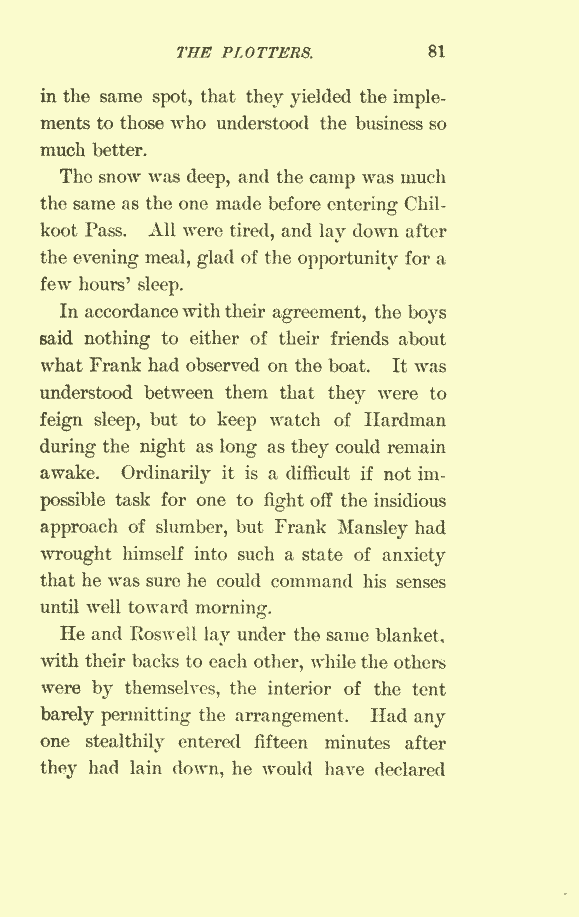 THE PLOTTERS. 81
in the same spot, that they yielded the imple-
ments to those who understood the business so
much better.
The snow was deep, and the camp was much
the same as the one made before entering Chil-
koot Pass. All were tired, and lay down after
the evening meal, glad of the opportunity for a
few hours' sleep.
In accordance with their agreement, the boys
said nothing to either of their friends about
what Frank had observed on the boat. It was
understood between them that they were to
feign sleep, but to keep watch of Hardman
during the night as long as they could remain
awake. Ordinarily it is a difficult if not im-
possible task for one to fight off the insidious
approach of slumber, but Frank Mansley had
wrought himself into such a state of anxiety
that he was sure he could command his senses
until well toward morning.
He and Roswell lay under the same blanket,
with their backs to each other, while the others
were by themselves, the interior of the tent
barely permitting the arrangement. Had any
one stealthily entered fifteen minutes after
they had lain down, he would have declared